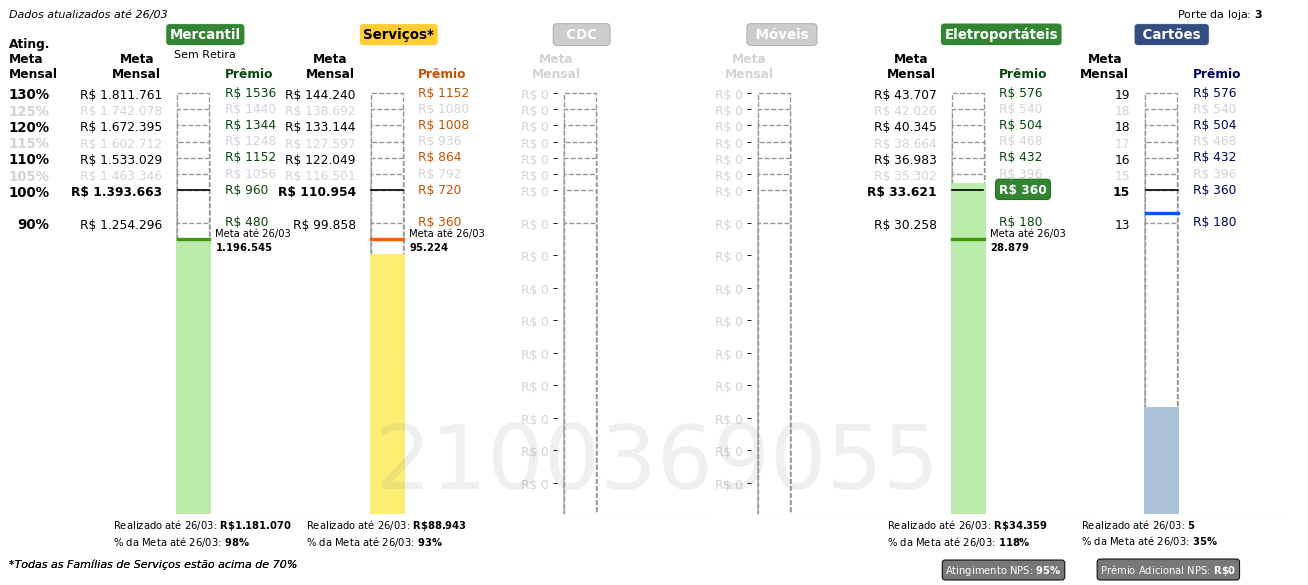 Dados atualizados até 26/03
Porte da loja: 3
Mercantil Serviços* CDC Móveis Eletroportáteis Cartões
Sem Retira
Ating. Meta Mensal
Meta Mensal Prêmio Meta Mensal Prêmio Meta Mensal Meta Mensal Meta Mensal Prêmio Meta Mensal Prêmio
130% R$ 1.811.761 R$ 1536 R$ 144.240 R$ 1152 R$ 0 R$ 0 R$ 43.707 R$ 576 19 R$ 576
125% R$ 1.742.078 R$ 1440 R$ 138.692 R$ 1080 R$ 0 R$ 0 R$ 42.026 R$ 540 18 R$ 540
120% R$ 1.672.395 R$ 1344 R$ 133.144 R$ 1008 R$ 0 R$ 0 R$ 40.345 R$ 504 18 R$ 504
115% R$ 1.602.712 R$ 1248 R$ 127.597 R$ 936 R$ 0 R$ 0 R$ 38.664 R$ 468 17 R$ 468
110% R$ 1.533.029 R$ 1152 R$ 122.049 R$ 864 R$ 0 R$ 0 R$ 36.983 R$ 432 16 R$ 432
105% R$ 1.463.346 R$ 1056 R$ 116.501 R$ 792 R$ 0 R$ 0 R$ 35.302 R$ 396 15 R$ 396
100% R$ 1.393.663 R$ 960 R$ 110.954 R$ 720 R$ 0 R$ 0 R$ 33.621 R$ 360 15 R$ 360
90% R$ 1.254.296 R$ 480 R$ 99.858 R$ 360 R$ 0 R$ 0 R$ 30.258 R$ 180 13 R$ 180
Meta até 26/03 Meta até 26/03 Meta até 26/03
1.196.545 95.224 28.879
R$ 0 R$ 0
R$ 0 R$ 0
R$ 0 R$ 0
R$ 0 R$ 0
R$ 0 R$ 0
R$ 0 R$ 0
R$ 0 R$ 0
R$ 0 R$ 0
2100369055
Realizado até 26/03: R$1.181.070 Realizado até 26/03: R$88.943 Realizado até 26/03: R$34.359 Realizado até 26/03: 5
% da Meta até 26/03: 98% % da Meta até 26/03: 93% % da Meta até 26/03: 118% % da Meta até 26/03: 35%
*Todas as Famílias de Serviços estão acima de 70%
Atingimento NPS: 95% Prêmio Adicional NPS: R$0